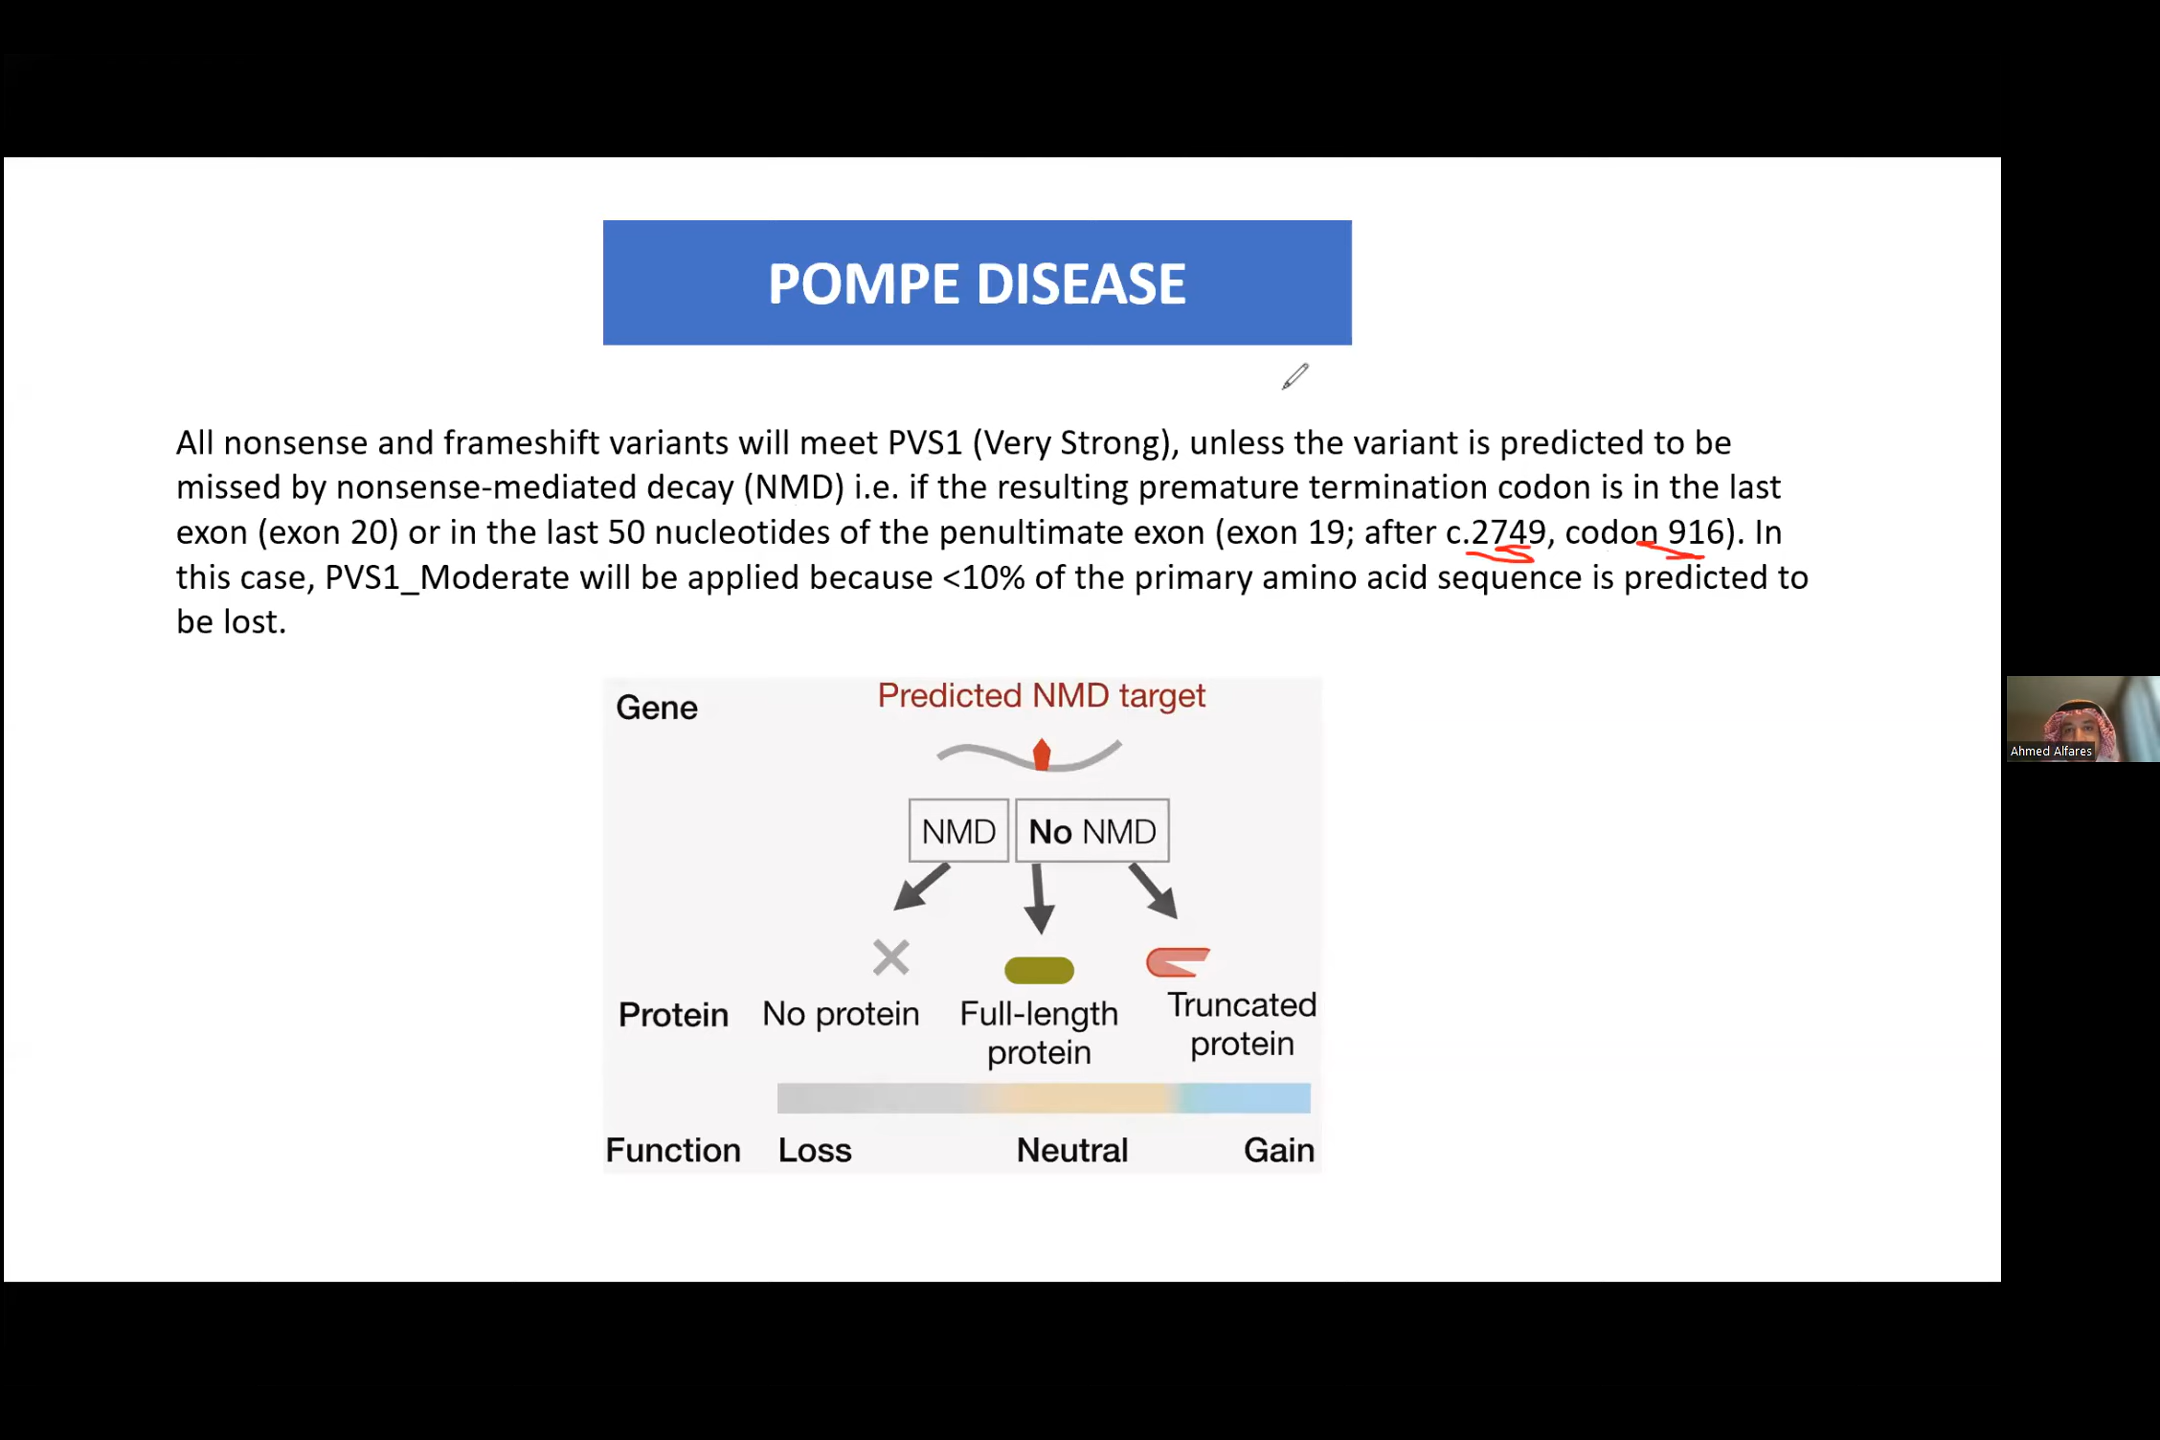 POMPE DISEASE
All nonsense and frameshift variants will meet PVS1 (Very Strong), unless the variant is predicted to be
missed by nonsense-mediated decay (NMD) i.e. if the resulting premature termination codon is in the last
exon (exon 20) or in the last 50 nucleotides of the penultimate exon (exon 19; after c.2749, codon 916). In
this case, PVS1_Moderate will be applied because <10% of the primary amino acid sequence is predicted to
be lost.
Gene
Predicted NMD target
NMD
No NMD
Protein
No protein
Full-length
protein
Truncated
protein
Function
Loss
Neutral
Gain
Ahmed Alfares